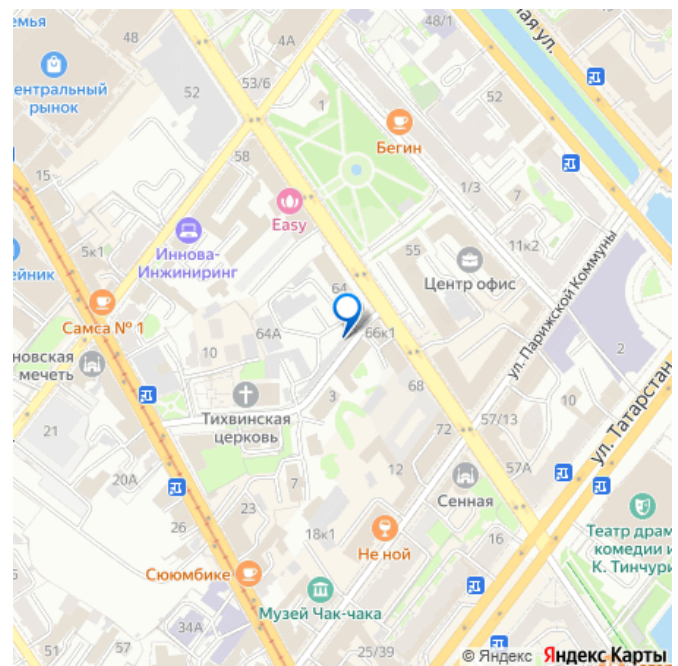 емья
48/1
ная ул.
4А
ентральный
рынок
52
53/6
1
52
Бегин
15
58
1/3
7
Easy
5к1
Иннова-
Инжиниринг
55
11к2
ейник
Центр офис
64
ул. Парижской Коммуны
Самса № 1
64А
66к1
10
2
новская
мечеть
68
3
10
Тихвинская
церковь
57/13
ул. Татарстан
21
72
7
12
57А
20А
23
Сенная
26
18к1
16
Не ной
Театр драм
комедии и
К. Тинчури
Сююмбике
Музей Чак-чака
34А
51
57
25/39
© Яндекс Яндекс Карты